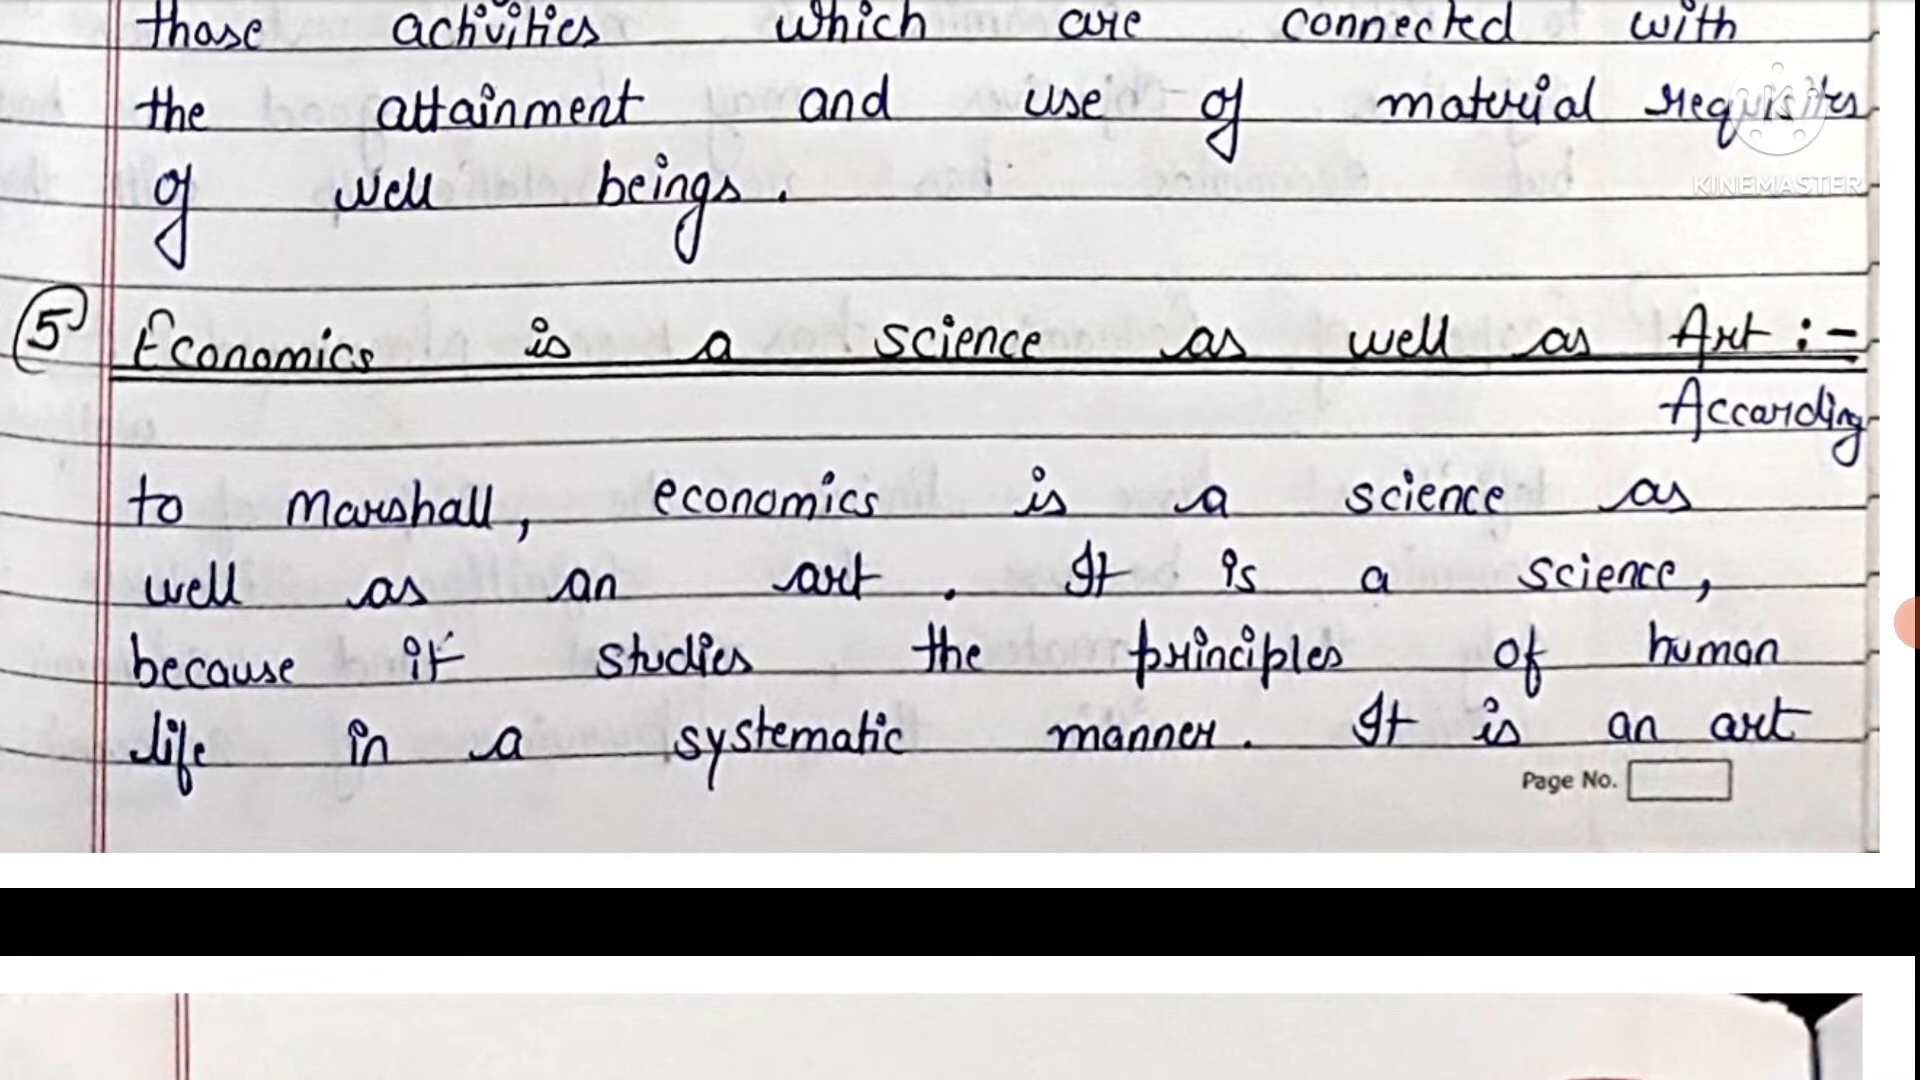 those activities which are connected with
the attainment and use of material requisites
of well beings.
KINEMASTER
5 Economics is a science as well as Art :-
According
to Marshall, economics is a science as
well as an art. It is a science,
because it studies the principles of human
life in a systematic manner. It is an art
Page No.